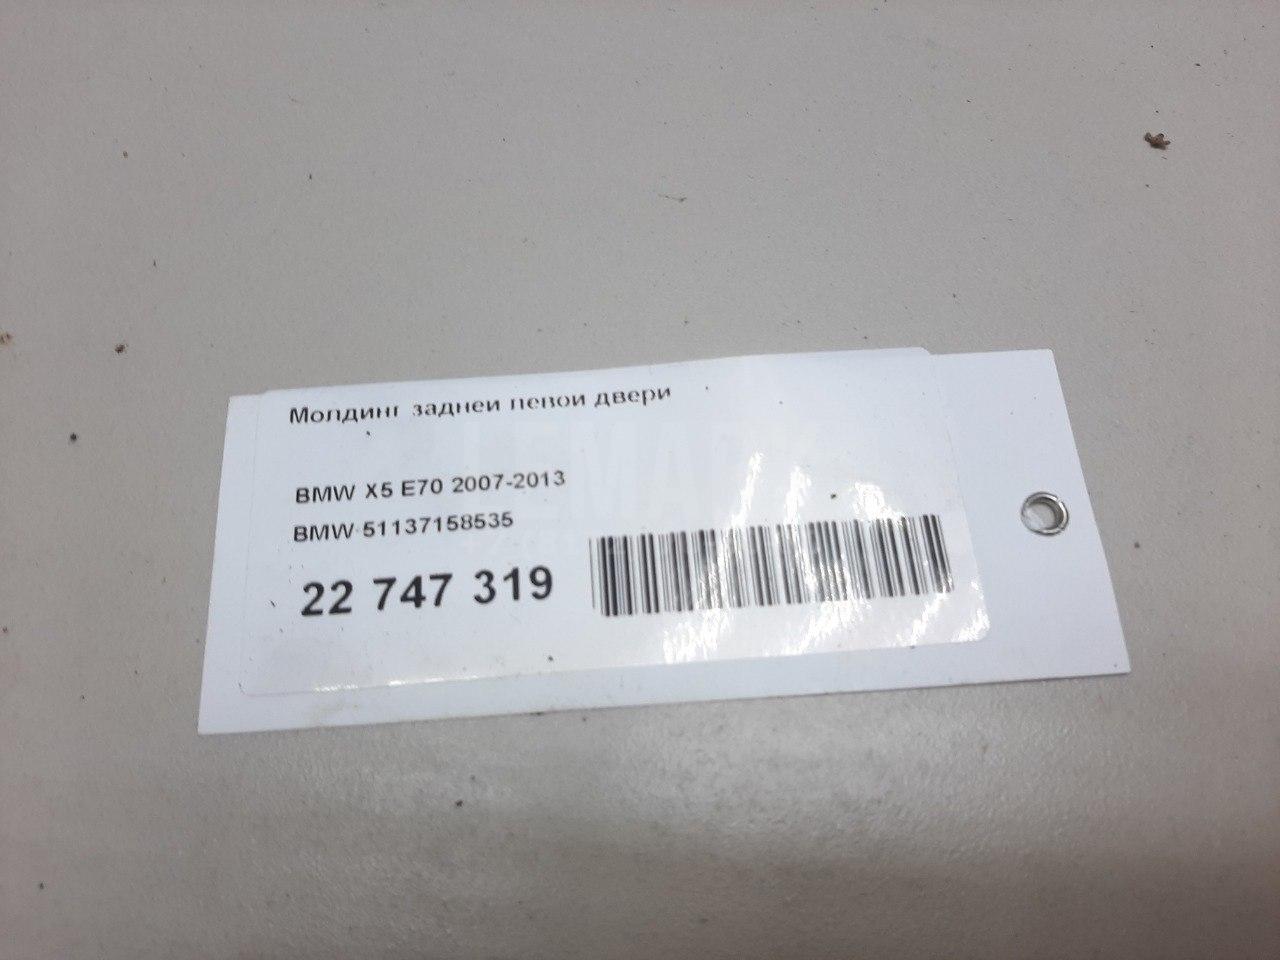 Молдинг задней левой двери
BMW X5 E70 2007-2013
BMW 51137158535
22 747 319